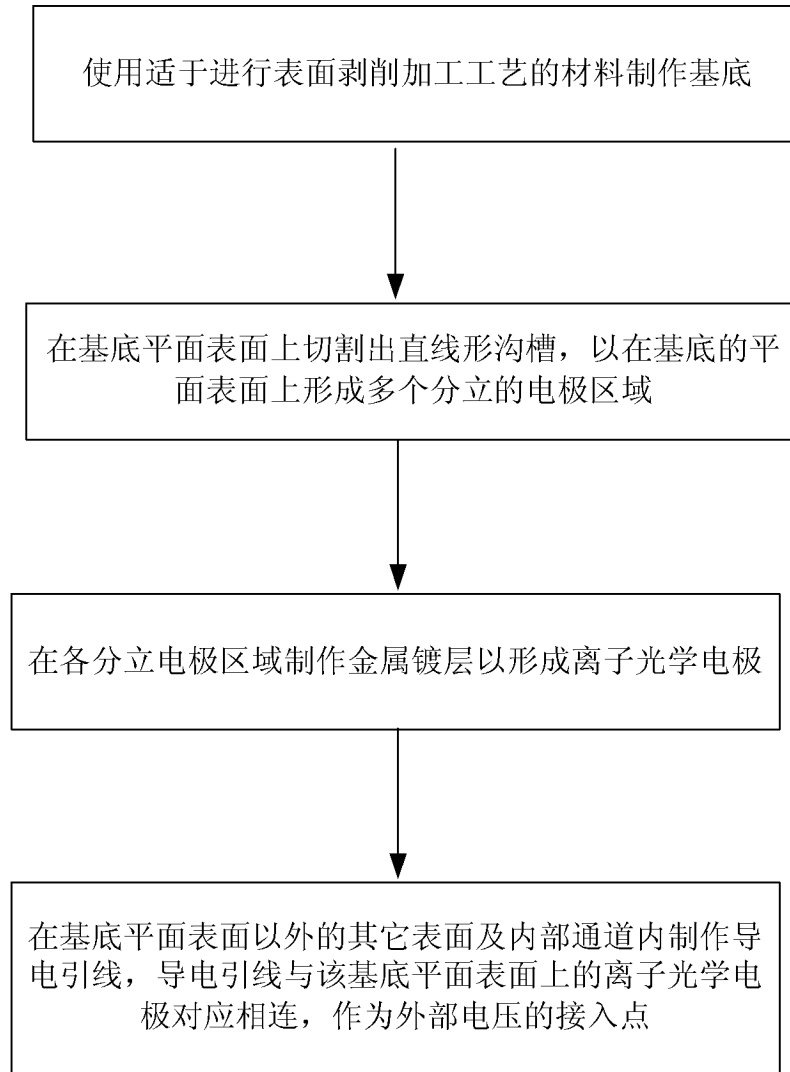 使用适于进行表面剥削加工工艺的材料制作基底
在基底平面表面上切割出直线形沟槽，以在基底的平
面表面上形成多个分立的电极区域
在各分立电极区域制作金属镀层以形成离子光学电极
在基底平面表面以外的其它表面及内部通道内制作导
电引线，导电引线与该基底平面表面上的离子光学电
极对应相连，作为外部电压的接入点